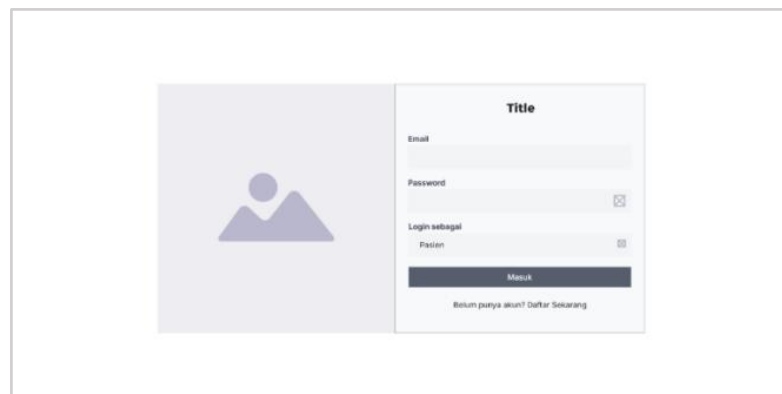 Title
Email
Password
Login sebagai
Pasien
Masuk
Belum punya akun? Daftar Sekarang